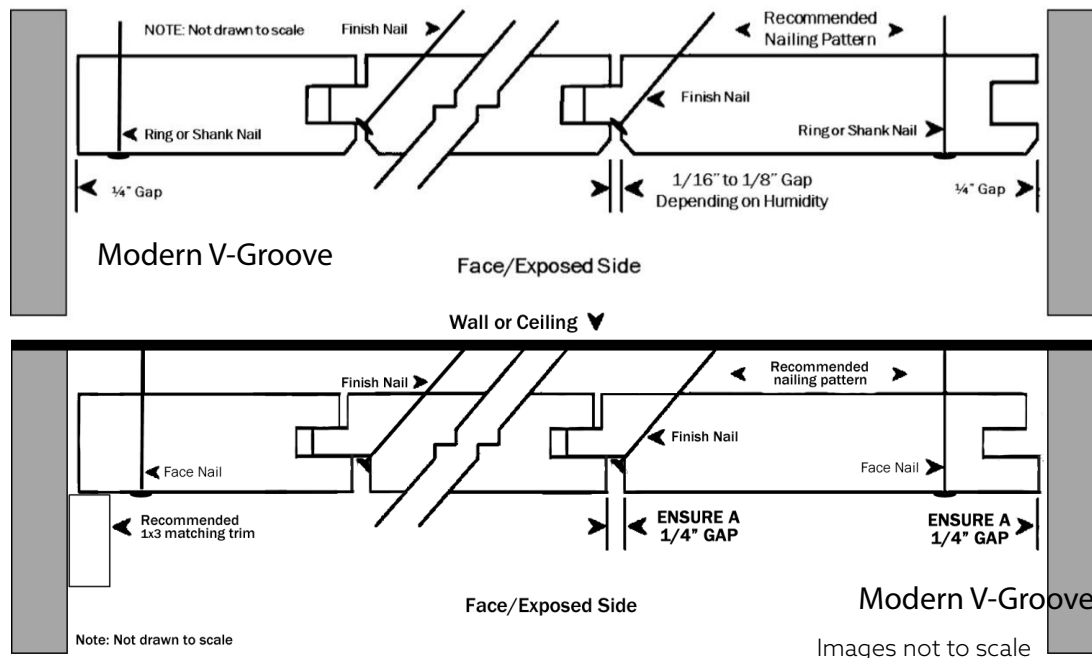 NOTE: Not drawn to scale
Finish Nail
Recommended
Nailing Pattern
Finish Nail
Ring or Shank Nail
Ring or Shank Nail
¼" Gap
1/16" to 1/8" Gap
Depending on Humidity
¼" Gap
Modern V-Groove
Face/Exposed Side
Wall or Ceiling
Finish Nail
Recommended
nailing pattern
Finish Nail
Face Nail
Face Nail
Recommended
1x3 matching trim
ENSURE A
1/4" GAP
ENSURE A
1/4" GAP
Face/Exposed Side
Modern V-Groove
Note: Not drawn to scale
Images not to scale